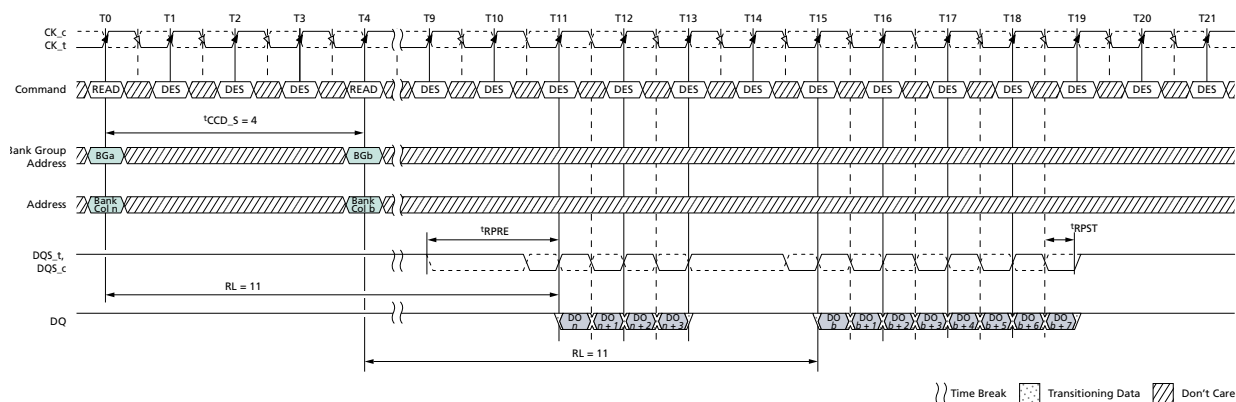 T0 T1 T2 T3 T4 T9 T10 T11 T12 T13 T14 T15 T16 T17 T18 T19 T20 T21
CK_c
CK_t
Command READ DES DES DES READ DES DES DES DES DES DES DES DES DES DES DES DES DES
tCCD_S = 4
Bank Group
Address
BGa BGb
Address
Bank
Col n
Bank
Col b
tRPRE tRPST
DQS_t,
DQS_c
RL = 11
DQ
DO
n
DO
n + 1
DO
n + 2
DO
n + 3
DO
b
DO
b + 1
DO
b + 2
DO
b + 3
DO
b + 4
DO
b + 5
DO
b + 6
DO
b + 7
RL = 11
Time Break Transitioning Data Don't Care